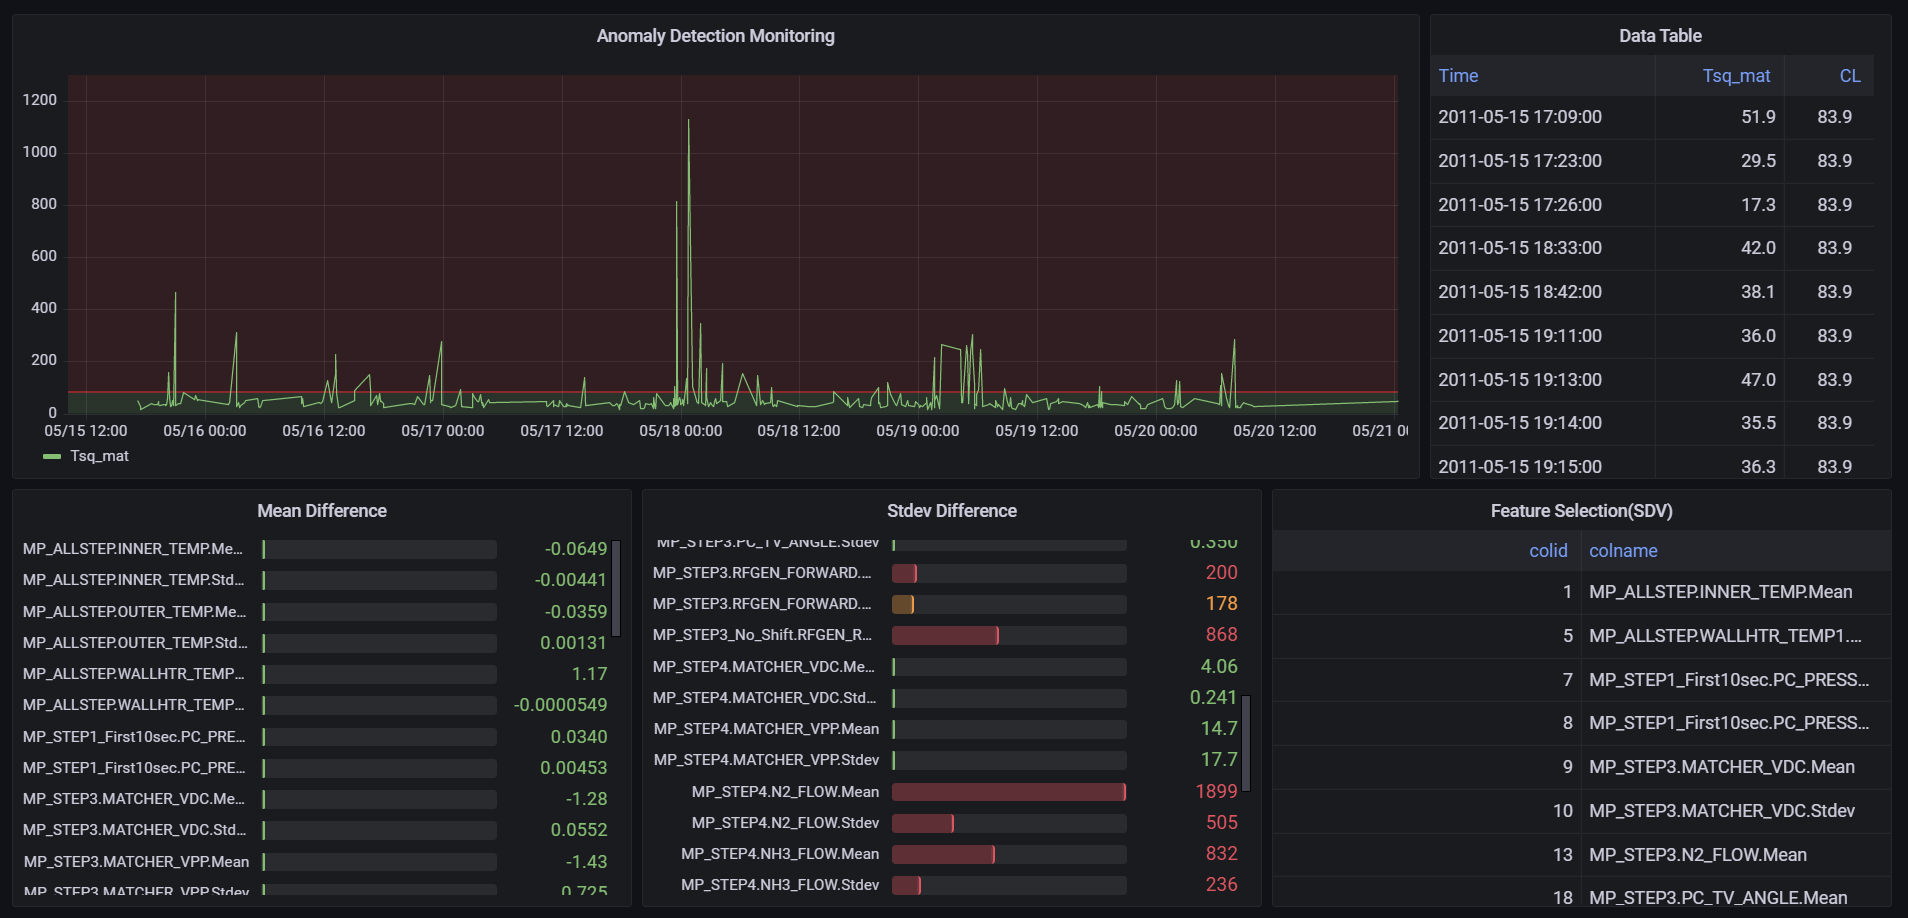 Anomaly Detection Monitoring
1200
1000
800
600
400
200
0
05/15 12:00 05/16 00:00 05/16 12:00 05/17 00:00 05/17 12:00 05/18 00:00 05/18 12:00 05/19 00:00 05/19 12:00 05/20 00:00 05/20 12:00 05/21
Tsq_mat
Data Table
Time Tsq_mat CL
2011-05-15 17:09:00 51.9 83.9
2011-05-15 17:23:00 29.5 83.9
2011-05-15 17:26:00 17.3 83.9
2011-05-15 18:33:00 42.0 83.9
2011-05-15 18:42:00 38.1 83.9
2011-05-15 19:11:00 36.0 83.9
2011-05-15 19:13:00 47.0 83.9
2011-05-15 19:14:00 35.5 83.9
2011-05-15 19:15:00 36.3 83.9
Mean Difference
MP_ALLSTEP.INNER_TEMP.Me... -0.0649
MP_ALLSTEP.INNER_TEMP.Std... -0.00441
MP_ALLSTEP.OUTER_TEMP.Me... -0.0359
MP_ALLSTEP.OUTER_TEMP.Std... 0.00131
MP_ALLSTEP.WALLHTR_TEMP... 1.17
MP_ALLSTEP.WALLHTR_TEMP... -0.0000549
MP_STEP1_First10sec.PC_PRE... 0.0340
MP_STEP1_First10sec.PC_PRE... 0.00453
MP_STEP3.MATCHER_VDC.Me... -1.28
MP_STEP3.MATCHER_VDC.Std... 0.0552
MP_STEP3.MATCHER_VPP.Mean -1.43
MP_STEP3.MATCHER_VPP.Stdev 0.725
Stdev Difference
MP_STEP3.PC_TV_ANGLE.Stdev 0.350
MP_STEP3.RFGEN_FORWARD.... 200
MP_STEP3.RFGEN_FORWARD.... 178
MP_STEP3_No_Shift.RFGEN_R... 868
MP_STEP4.MATCHER_VDC.Me... 4.06
MP_STEP4.MATCHER_VDC.Std... 0.241
MP_STEP4.MATCHER_VPP.Mean 14.7
MP_STEP4.MATCHER_VPP.Stdev 17.7
MP_STEP4.N2_FLOW.Mean 1899
MP_STEP4.N2_FLOW.Stdev 505
MP_STEP4.NH3_FLOW.Mean 832
MP_STEP4.NH3_FLOW.Stdev 236
Feature Selection(SDV)
colid colname
1 MP_ALLSTEP.INNER_TEMP.Mean
5 MP_ALLSTEP.WALLHTR_TEMP1....
7 MP_STEP1_First10sec.PC_PRESS...
8 MP_STEP1_First10sec.PC_PRESS...
9 MP_STEP3.MATCHER_VDC.Mean
10 MP_STEP3.MATCHER_VDC.Stdev
13 MP_STEP3.N2_FLOW.Mean
18 MP_STEP3.PC_TV_ANGLE.Mean